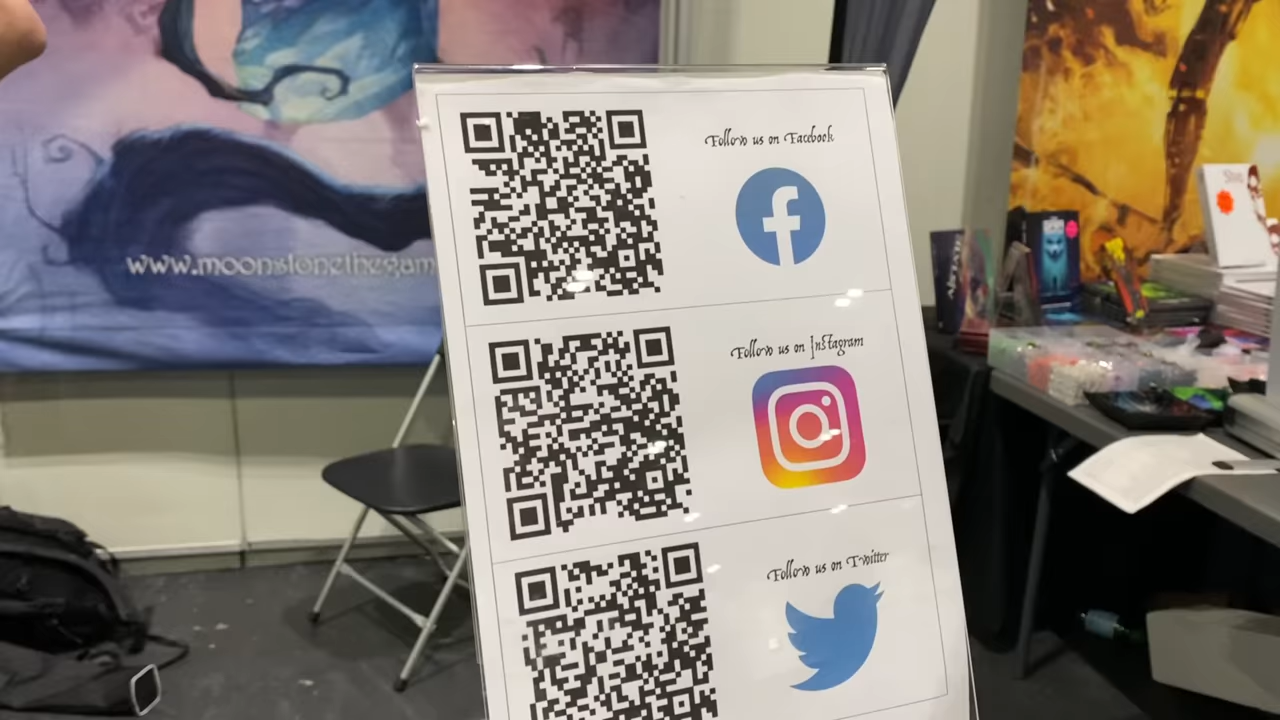 Follow us on Facebook
www.moonstonethegam
Follow us on Instagram
Follow us on Twitter